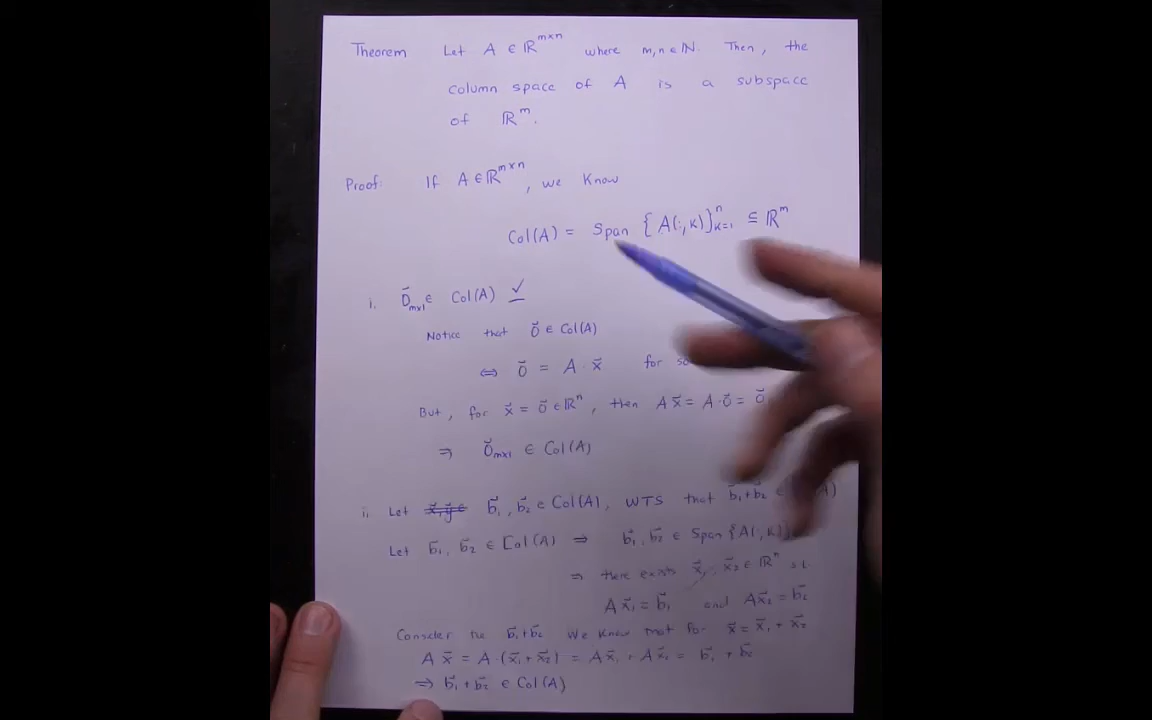 Theorem Let A ∈ ℝ^{m×n} where m,n ∈ ℕ. Then, the
column space of A is a subspace
of ℝ^m.
Proof: If A ∈ ℝ^{m×n}, we know
Col(A) = Span {A(:,k)}_{k=1}^n ⊆ ℝ^m
i. 0⃗_{m×1} ∈ Col(A) ✓
Notice that 0⃗ ∈ Col(A)
⇔ 0⃗ = A · x⃗ for
But, for x⃗ = 0⃗ ∈ ℝ^n, then A x⃗ = A · 0⃗ = 0⃗
⇒ 0⃗_{m×1} ∈ Col(A)
ii Let b⃗₁, b⃗₂ ∈ Col(A), WTS that b⃗₁+b⃗₂ ∈
Let b⃗₁, b⃗₂ ∈ Col(A) ⇒ b⃗₁, b⃗₂ ∈ Span {A(:,k)}
⇒ there exists x⃗₁, x⃗₂ ∈ ℝ^n s.t.
A x⃗₁ = b⃗₁ and A x⃗₂ = b⃗₂
Consider the b⃗₁+b⃗₂ We know that for x⃗ = x⃗₁ + x⃗₂
A x⃗ = A · (x⃗₁ + x⃗₂) = A x⃗₁ + A x⃗₂ = b⃗₁ + b⃗₂
⇒ b⃗₁ + b⃗₂ ∈ Col(A)